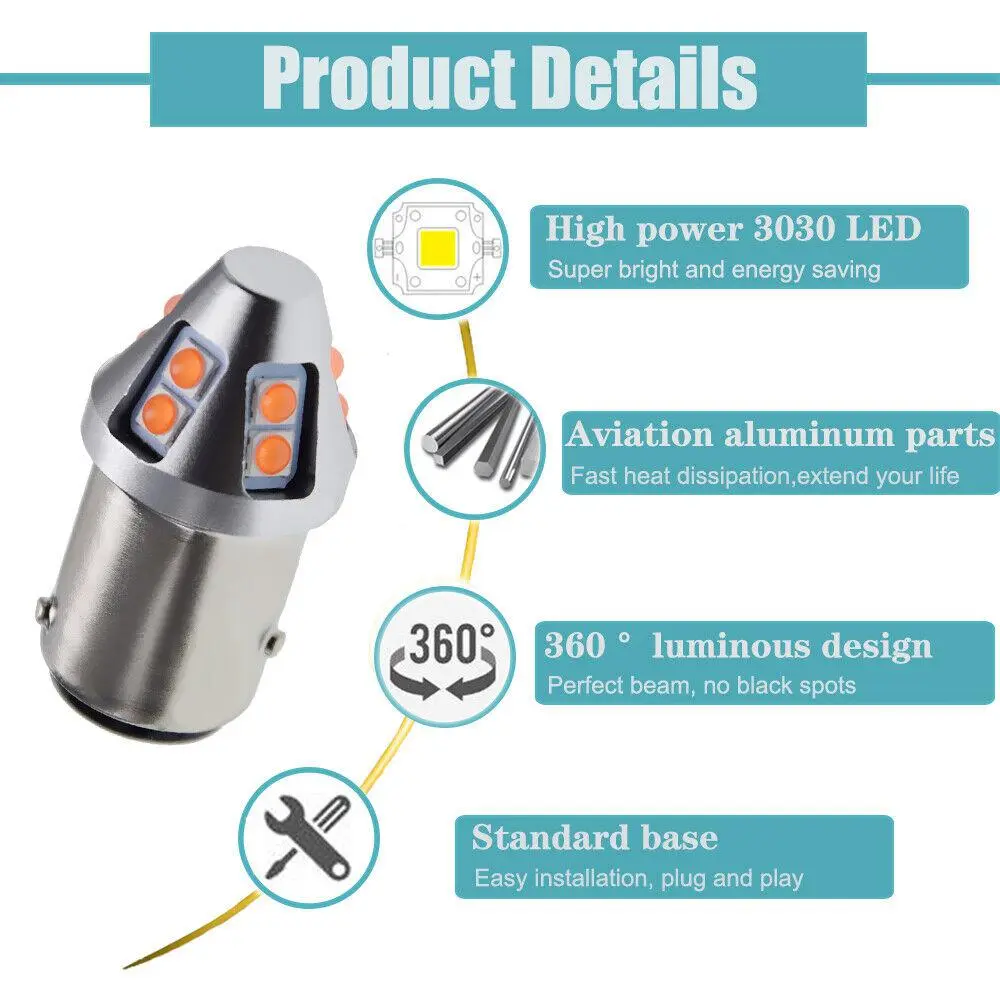 Product Details
High power 3030 LED
Super bright and energy saving
Aviation aluminum parts
Fast heat dissipation,extend your life
360°
360 ° luminous design
Perfect beam, no black spots
Standard base
Easy installation, plug and play